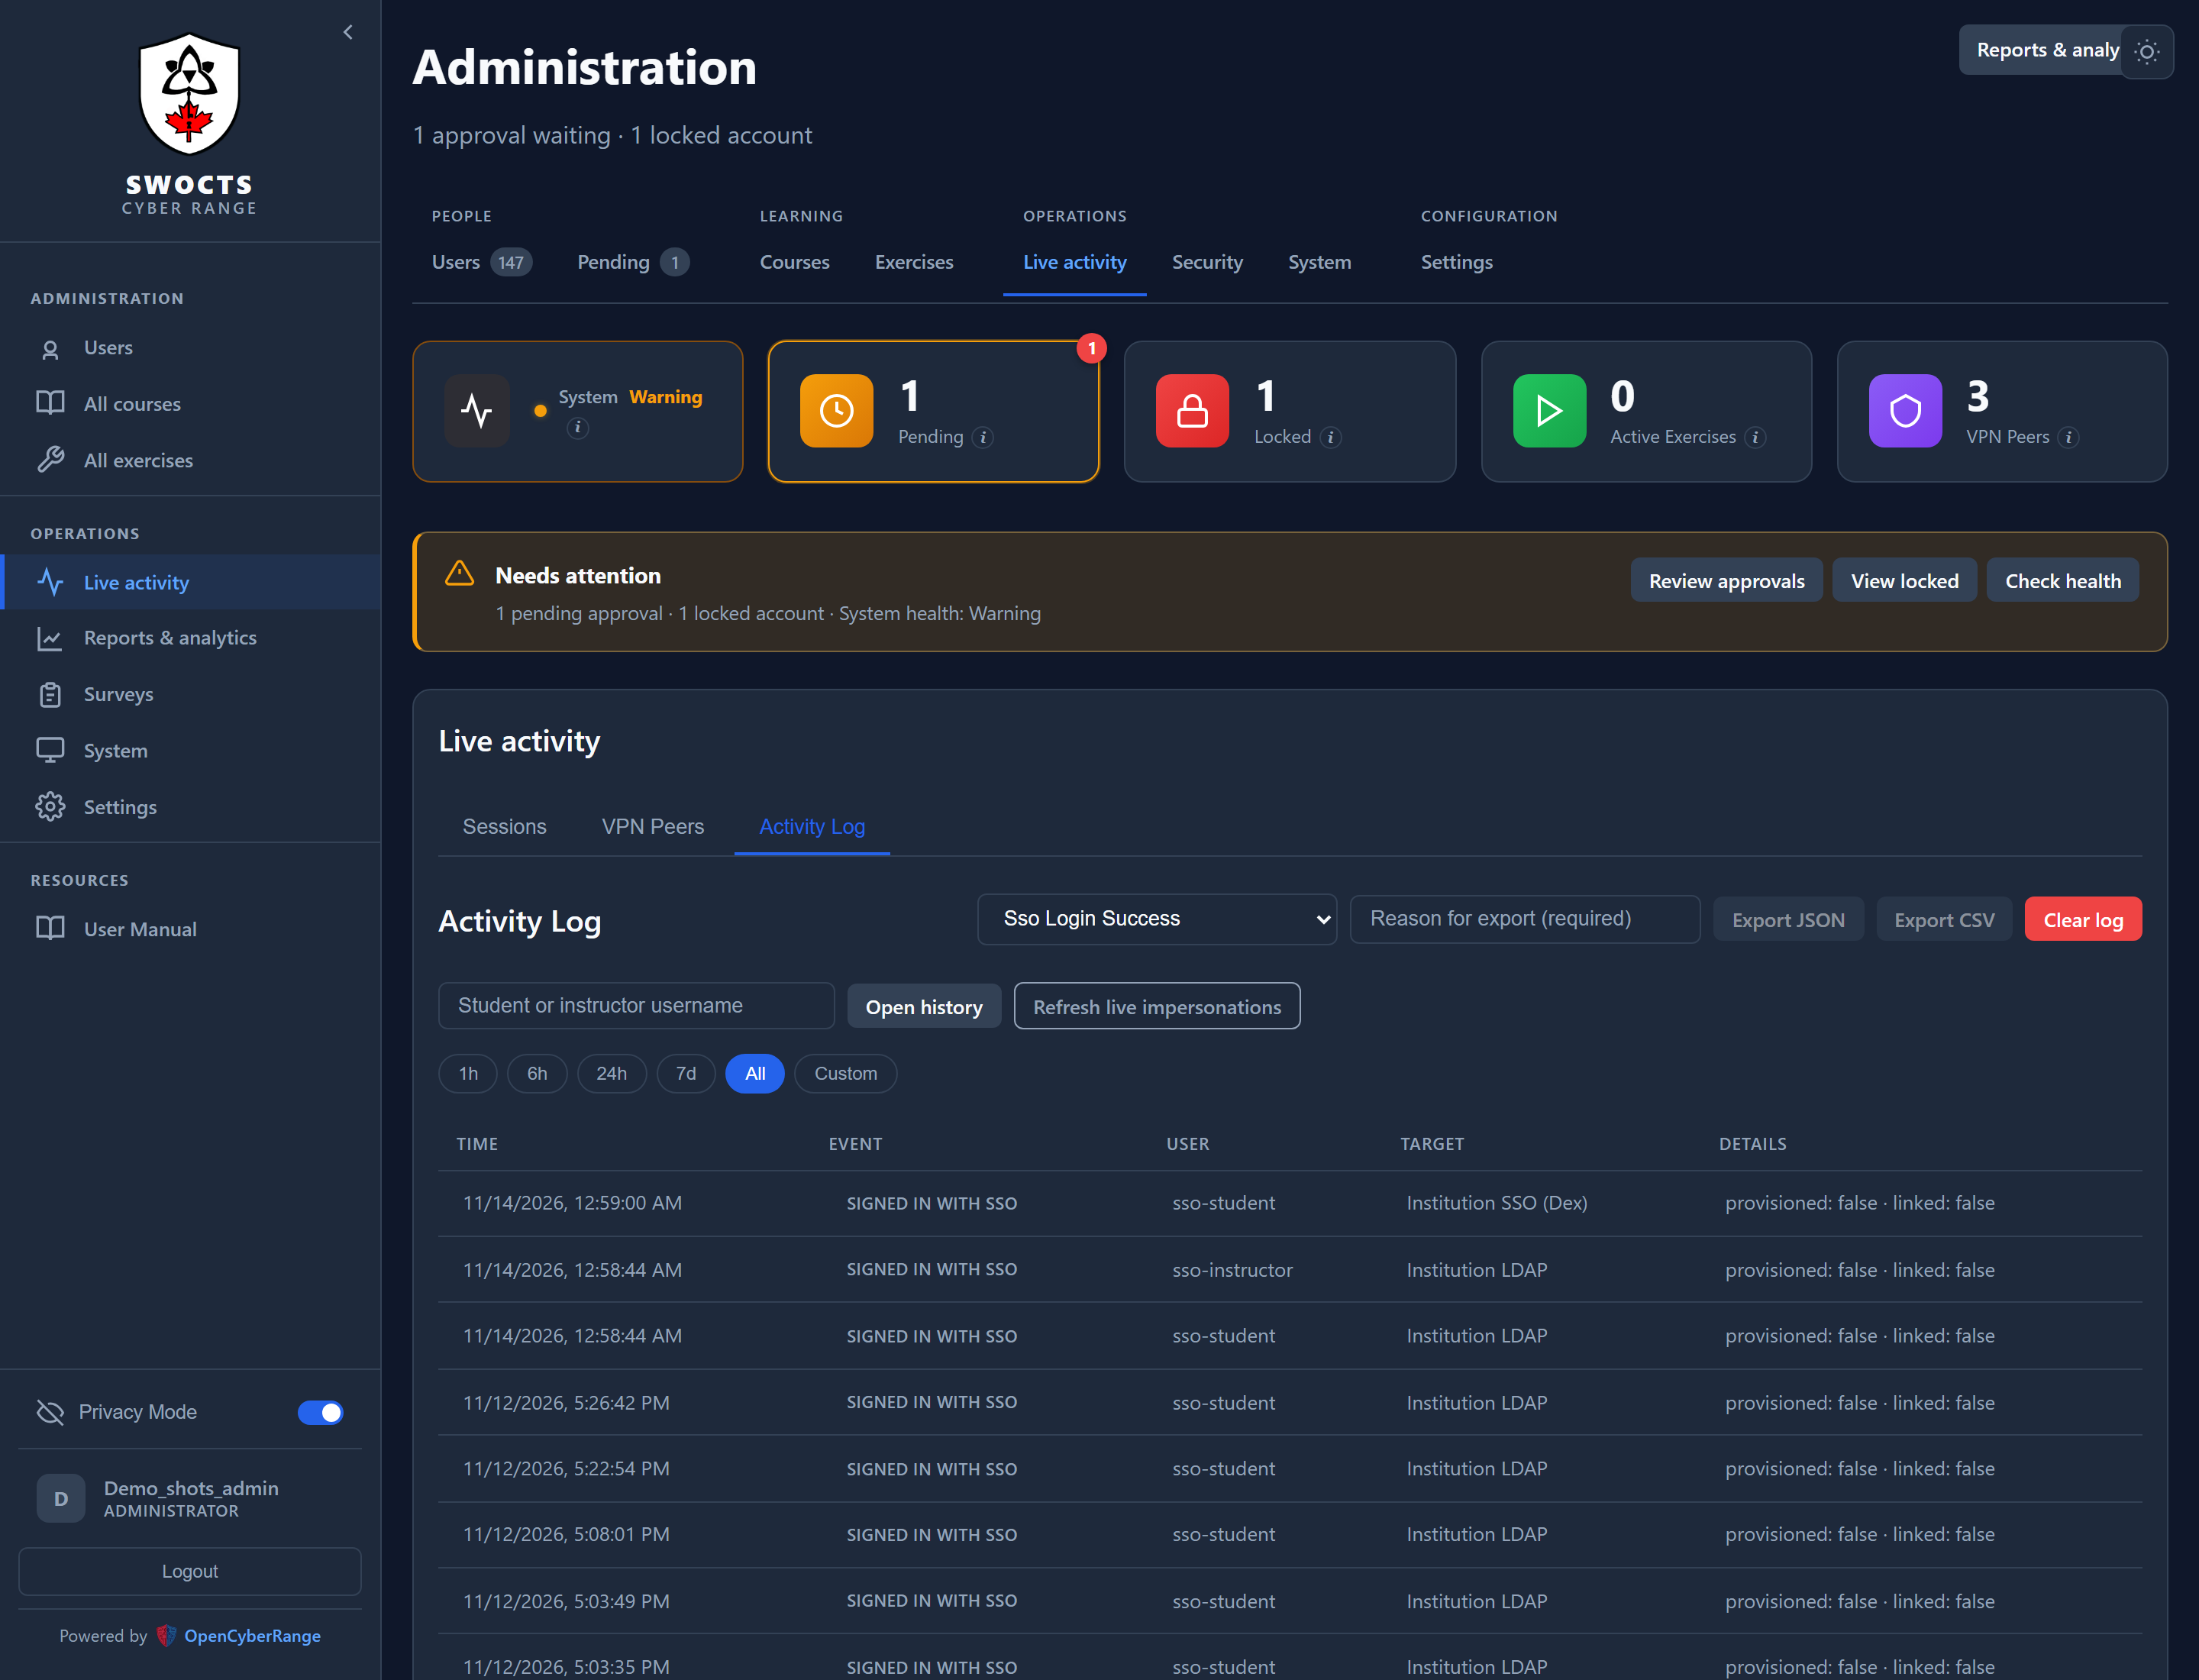 SWOCTS
CYBER RANGE
ADMINISTRATION
Users
All courses
All exercises
OPERATIONS
Live activity
Reports & analytics
Surveys
System
Settings
RESOURCES
User Manual
Privacy Mode
D
Demo_shots_admin
ADMINISTRATOR
Logout
Powered by OpenCyberRange
Administration
Reports & analy
1 approval waiting · 1 locked account
PEOPLE LEARNING OPERATIONS CONFIGURATION
Users 147 Pending 1 Courses Exercises Live activity Security System Settings
System Warning
i
1
1
Pending i
1
Locked i
0
Active Exercises i
3
VPN Peers i
Needs attention
1 pending approval · 1 locked account · System health: Warning
Review approvals View locked Check health
Live activity
Sessions VPN Peers Activity Log
Activity Log Sso Login Success Reason for export (required) Export JSON Export CSV Clear log
Student or instructor username Open history Refresh live impersonations
1h 6h 24h 7d All Custom
TIME EVENT USER TARGET DETAILS
11/14/2026, 12:59:00 AM SIGNED IN WITH SSO sso-student Institution SSO (Dex) provisioned: false · linked: false
11/14/2026, 12:58:44 AM SIGNED IN WITH SSO sso-instructor Institution LDAP provisioned: false · linked: false
11/14/2026, 12:58:44 AM SIGNED IN WITH SSO sso-student Institution LDAP provisioned: false · linked: false
11/12/2026, 5:26:42 PM SIGNED IN WITH SSO sso-student Institution LDAP provisioned: false · linked: false
11/12/2026, 5:22:54 PM SIGNED IN WITH SSO sso-student Institution LDAP provisioned: false · linked: false
11/12/2026, 5:08:01 PM SIGNED IN WITH SSO sso-student Institution LDAP provisioned: false · linked: false
11/12/2026, 5:03:49 PM SIGNED IN WITH SSO sso-student Institution LDAP provisioned: false · linked: false
11/12/2026, 5:03:35 PM SIGNED IN WITH SSO sso-student Institution LDAP provisioned: false · linked: false